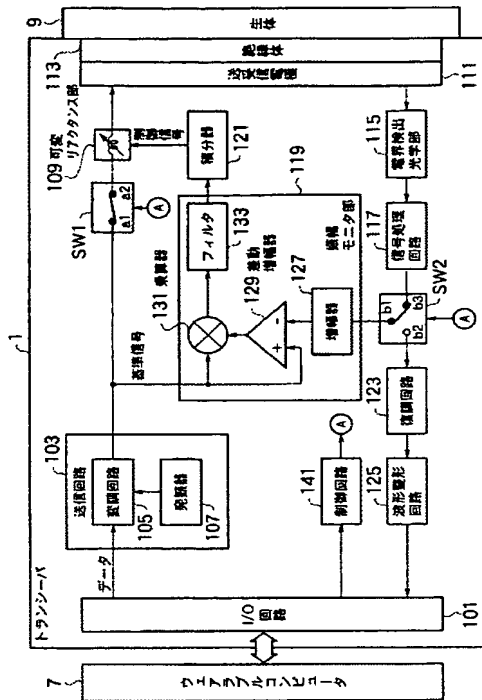 トランシーバ
1
9
生体
113
絶縁体
送受信電極
111
109 可変
リアクタンス部
制御信号
SW1
a1
a2
A
積分器
121
119
フィルタ
133
振幅
モニタ部
131 乗算器
129 差動
増幅器
+
-
増幅器
127
基準信号
115
電界検出
光学部
117
信号処理
回路
SW2
b1
b2
b3
A
103
送信回路
変調回路
105
発振器
107
データ
A
制御回路
141
復調回路
123
波形整形
回路
125
I/O
回路
101
7
ウェアラブルコンピュータ